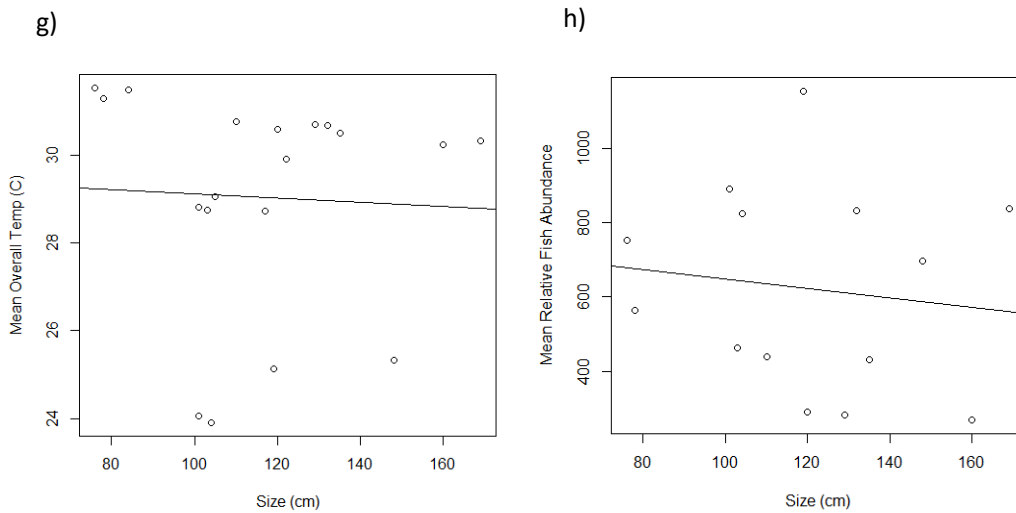 g)
Mean Overall Temp (C)
30
28
26
24
80 100 120 140 160
Size (cm)
h)
Mean Relative Fish Abundance
1000
800
600
400
80 100 120 140 160
Size (cm)